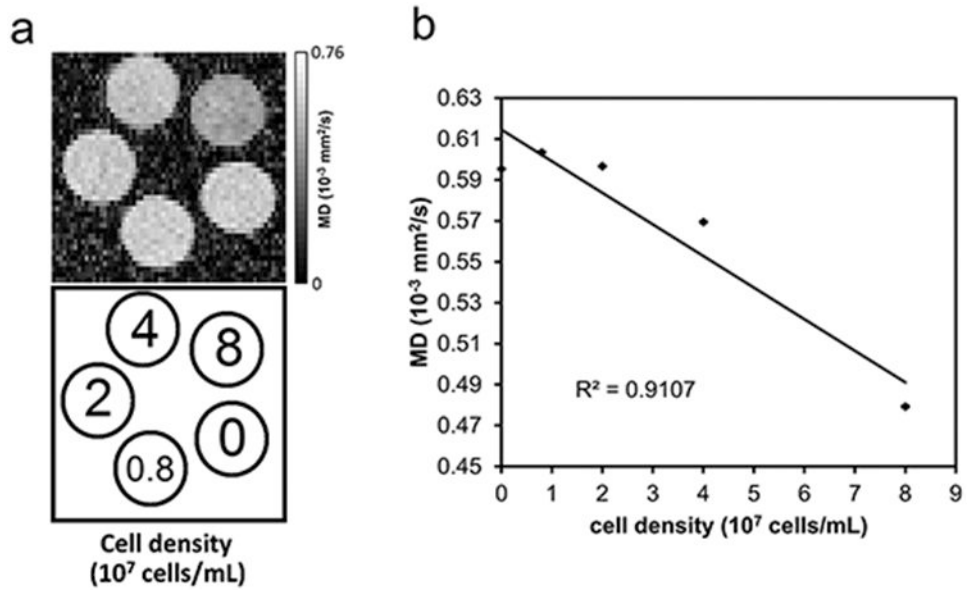 a
0.76
MD (10⁻³ mm²/s)
0
4
8
2
0
0.8
Cell density
(10⁷ cells/mL)
b
0.63
0.61
0.59
0.57
0.55
0.53
0.51
0.49
0.47
0.45
MD (10⁻³ mm²/s)
R² = 0.9107
0 1 2 3 4 5 6 7 8 9
cell density (10⁷ cells/mL)